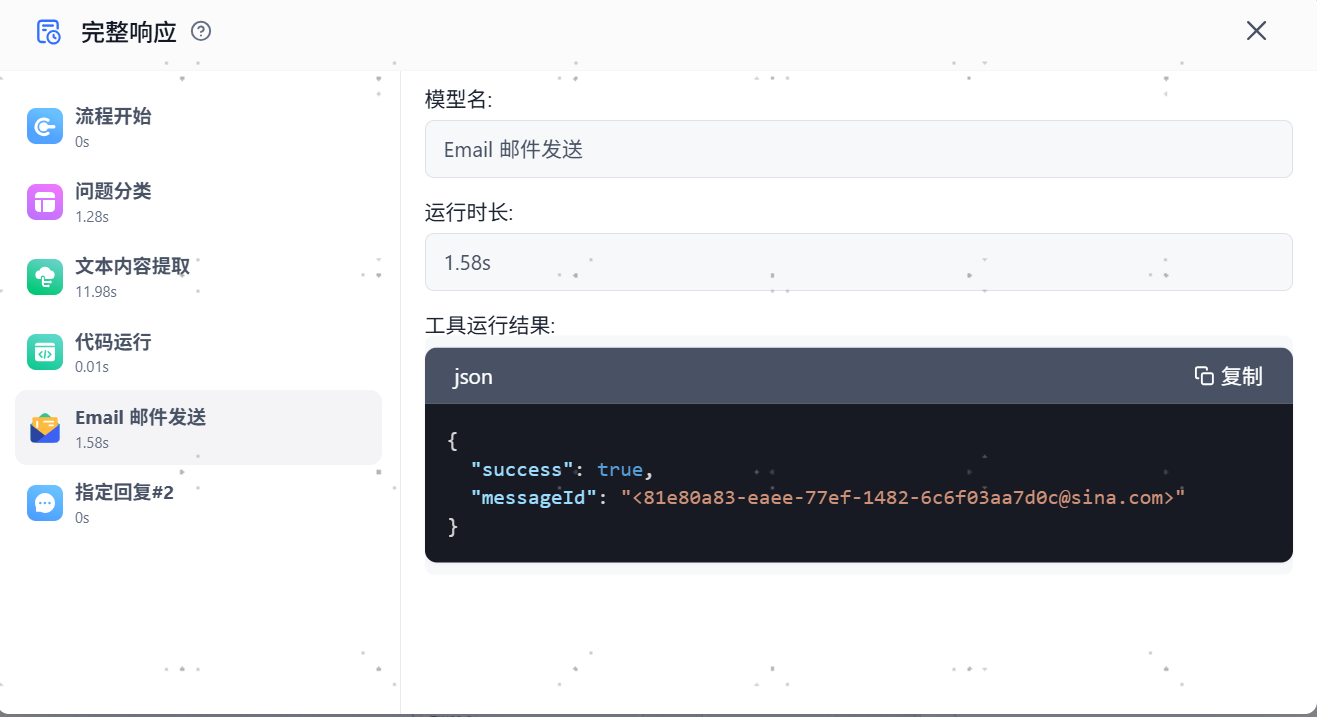 完整响应
流程开始
0s
问题分类
1.28s
文本内容提取
11.98s
代码运行
0.01s
Email 邮件发送
1.58s
指定回复#2
0s
模型名:
Email 邮件发送
运行时长:
1.58s
工具运行结果:
json
复制
{
"success": true,
"messageId": "<81e80a83-eaee-77ef-1482-6c6f03aa7d0c@sina.com>"
}